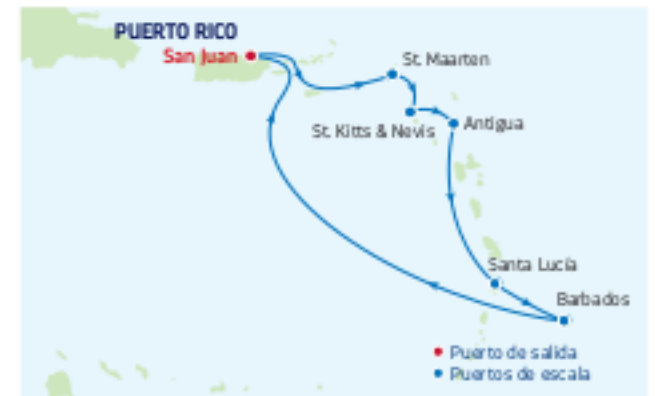 PUERTO RICO
San Juan
St. Maarten
St. Kitts & Nevis
Antigua
Santa Lucía
Barbados
Puerto de salida
Puertos de escala